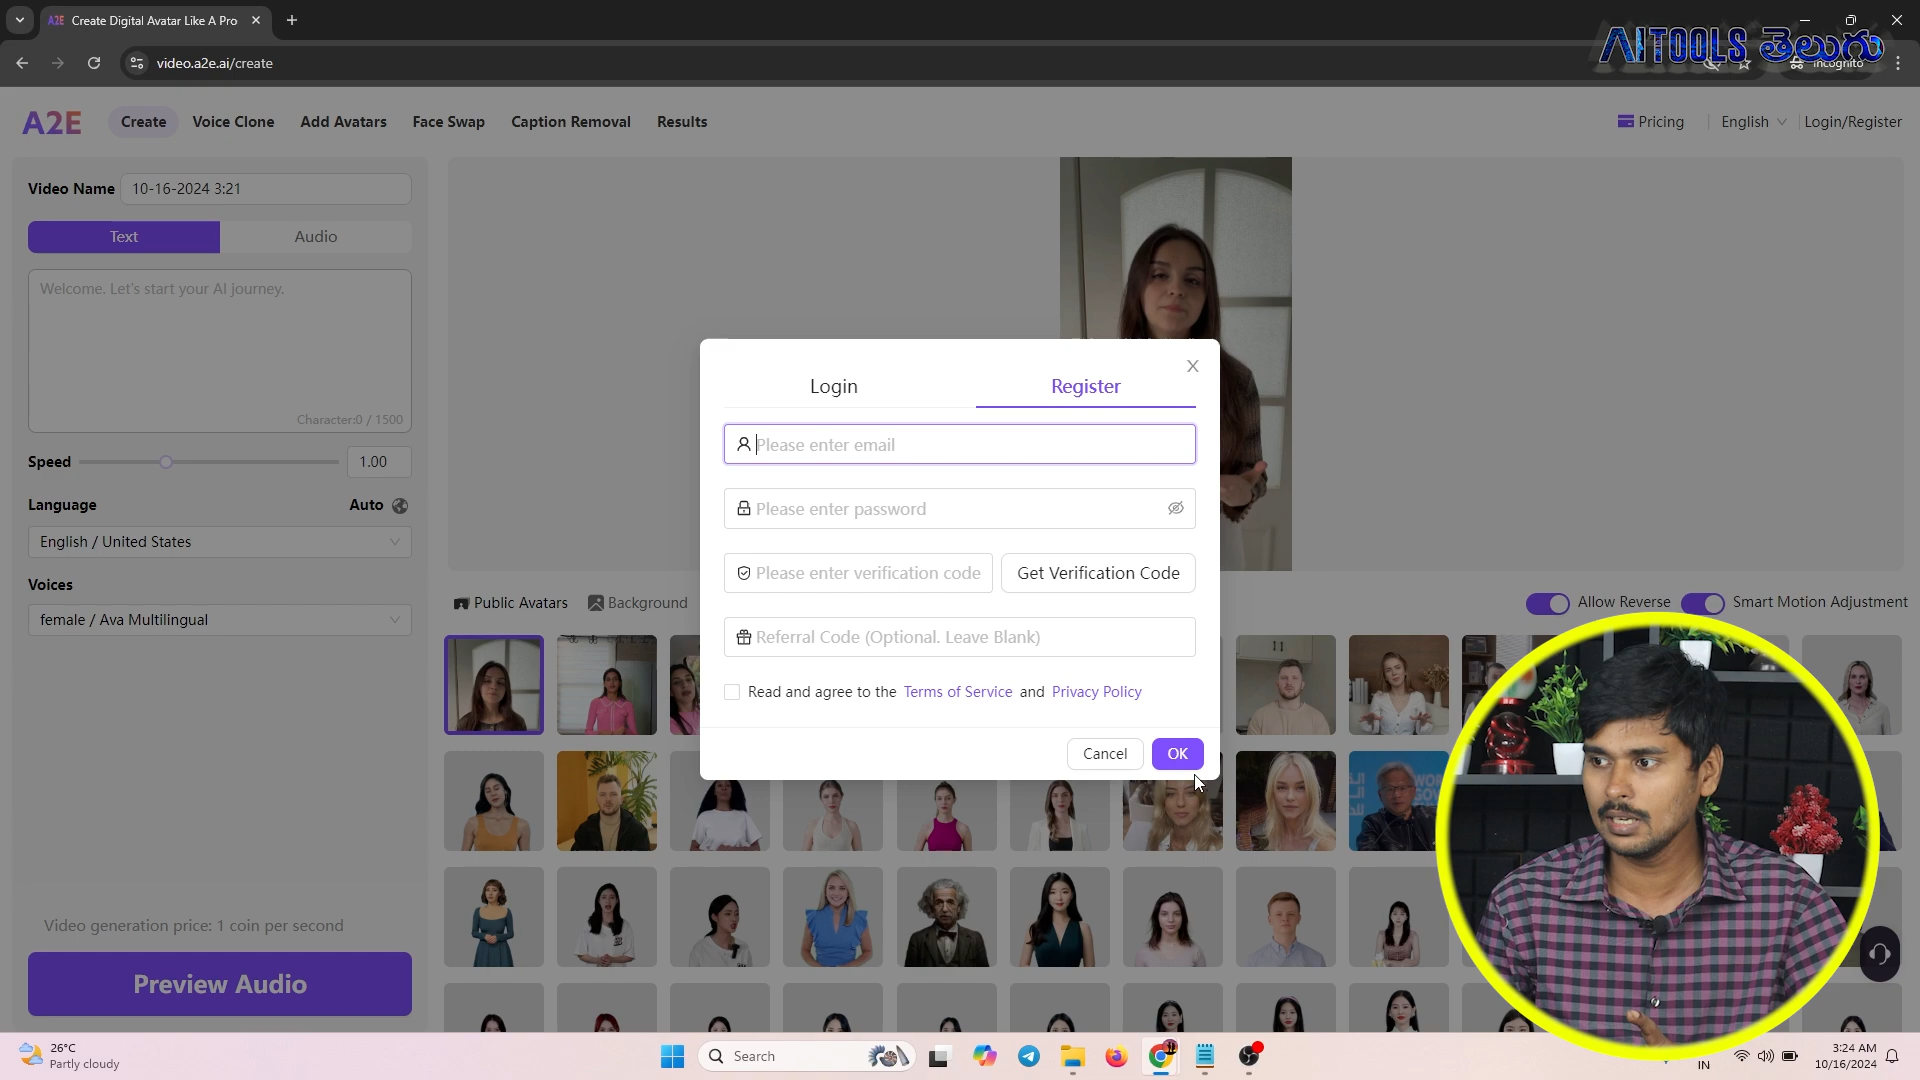 A2E Create Digital Avatar Like A Pro
video.a2e.ai/create
AITOOLS తెలుగు
Incognito
A2E
Create
Voice Clone
Add Avatars
Face Swap
Caption Removal
Results
Pricing
English
Login/Register
Video Name
10-16-2024 3:21
Text
Audio
Welcome. Let's start your AI journey.
Character:0 / 1500
Speed
1.00
Language
Auto
English / United States
Voices
female / Ava Multilingual
Login
Register
Please enter email
Please enter password
Please enter verification code
Get Verification Code
Referral Code (Optional. Leave Blank)
Read and agree to the Terms of Service and Privacy Policy
Cancel
OK
Public Avatars
Background
Allow Reverse
Smart Motion Adjustment
Video generation price: 1 coin per second
Preview Audio
26°C
Partly cloudy
Search
IN
3:24 AM
10/16/2024